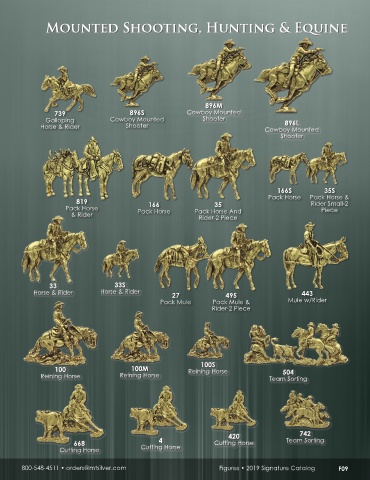 MOUNTED SHOOTING, HUNTING & EQUINE
739
Galloping
Horse & Rider
896S
Cowboy Mounted
Shooter
896M
Cowboy Mounted
Shooter
896L
Cowboy Mounted
Shooter
819
Pack Horse
& Rider
166
Pack Horse
35
Pack Horse And
Rider-2 Piece
166S
Pack Horse
35S
Pack Horse &
Rider Small-2
Piece
33
Horse & Rider
33S
Horse & Rider
27
Pack Mule
495
Pack Mule &
Rider-2 Piece
443
Mule w/Rider
100
Reining Horse
100M
Reining Horse
100S
Reining Horse
504
Team Sorting
668
Cutting Horse
4
Cutting Horse
420
Cutting Horse
742
Team Sorting
800-548-4511 • orders@mtsilver.com
Figures • 2019 Signature Catalog F09